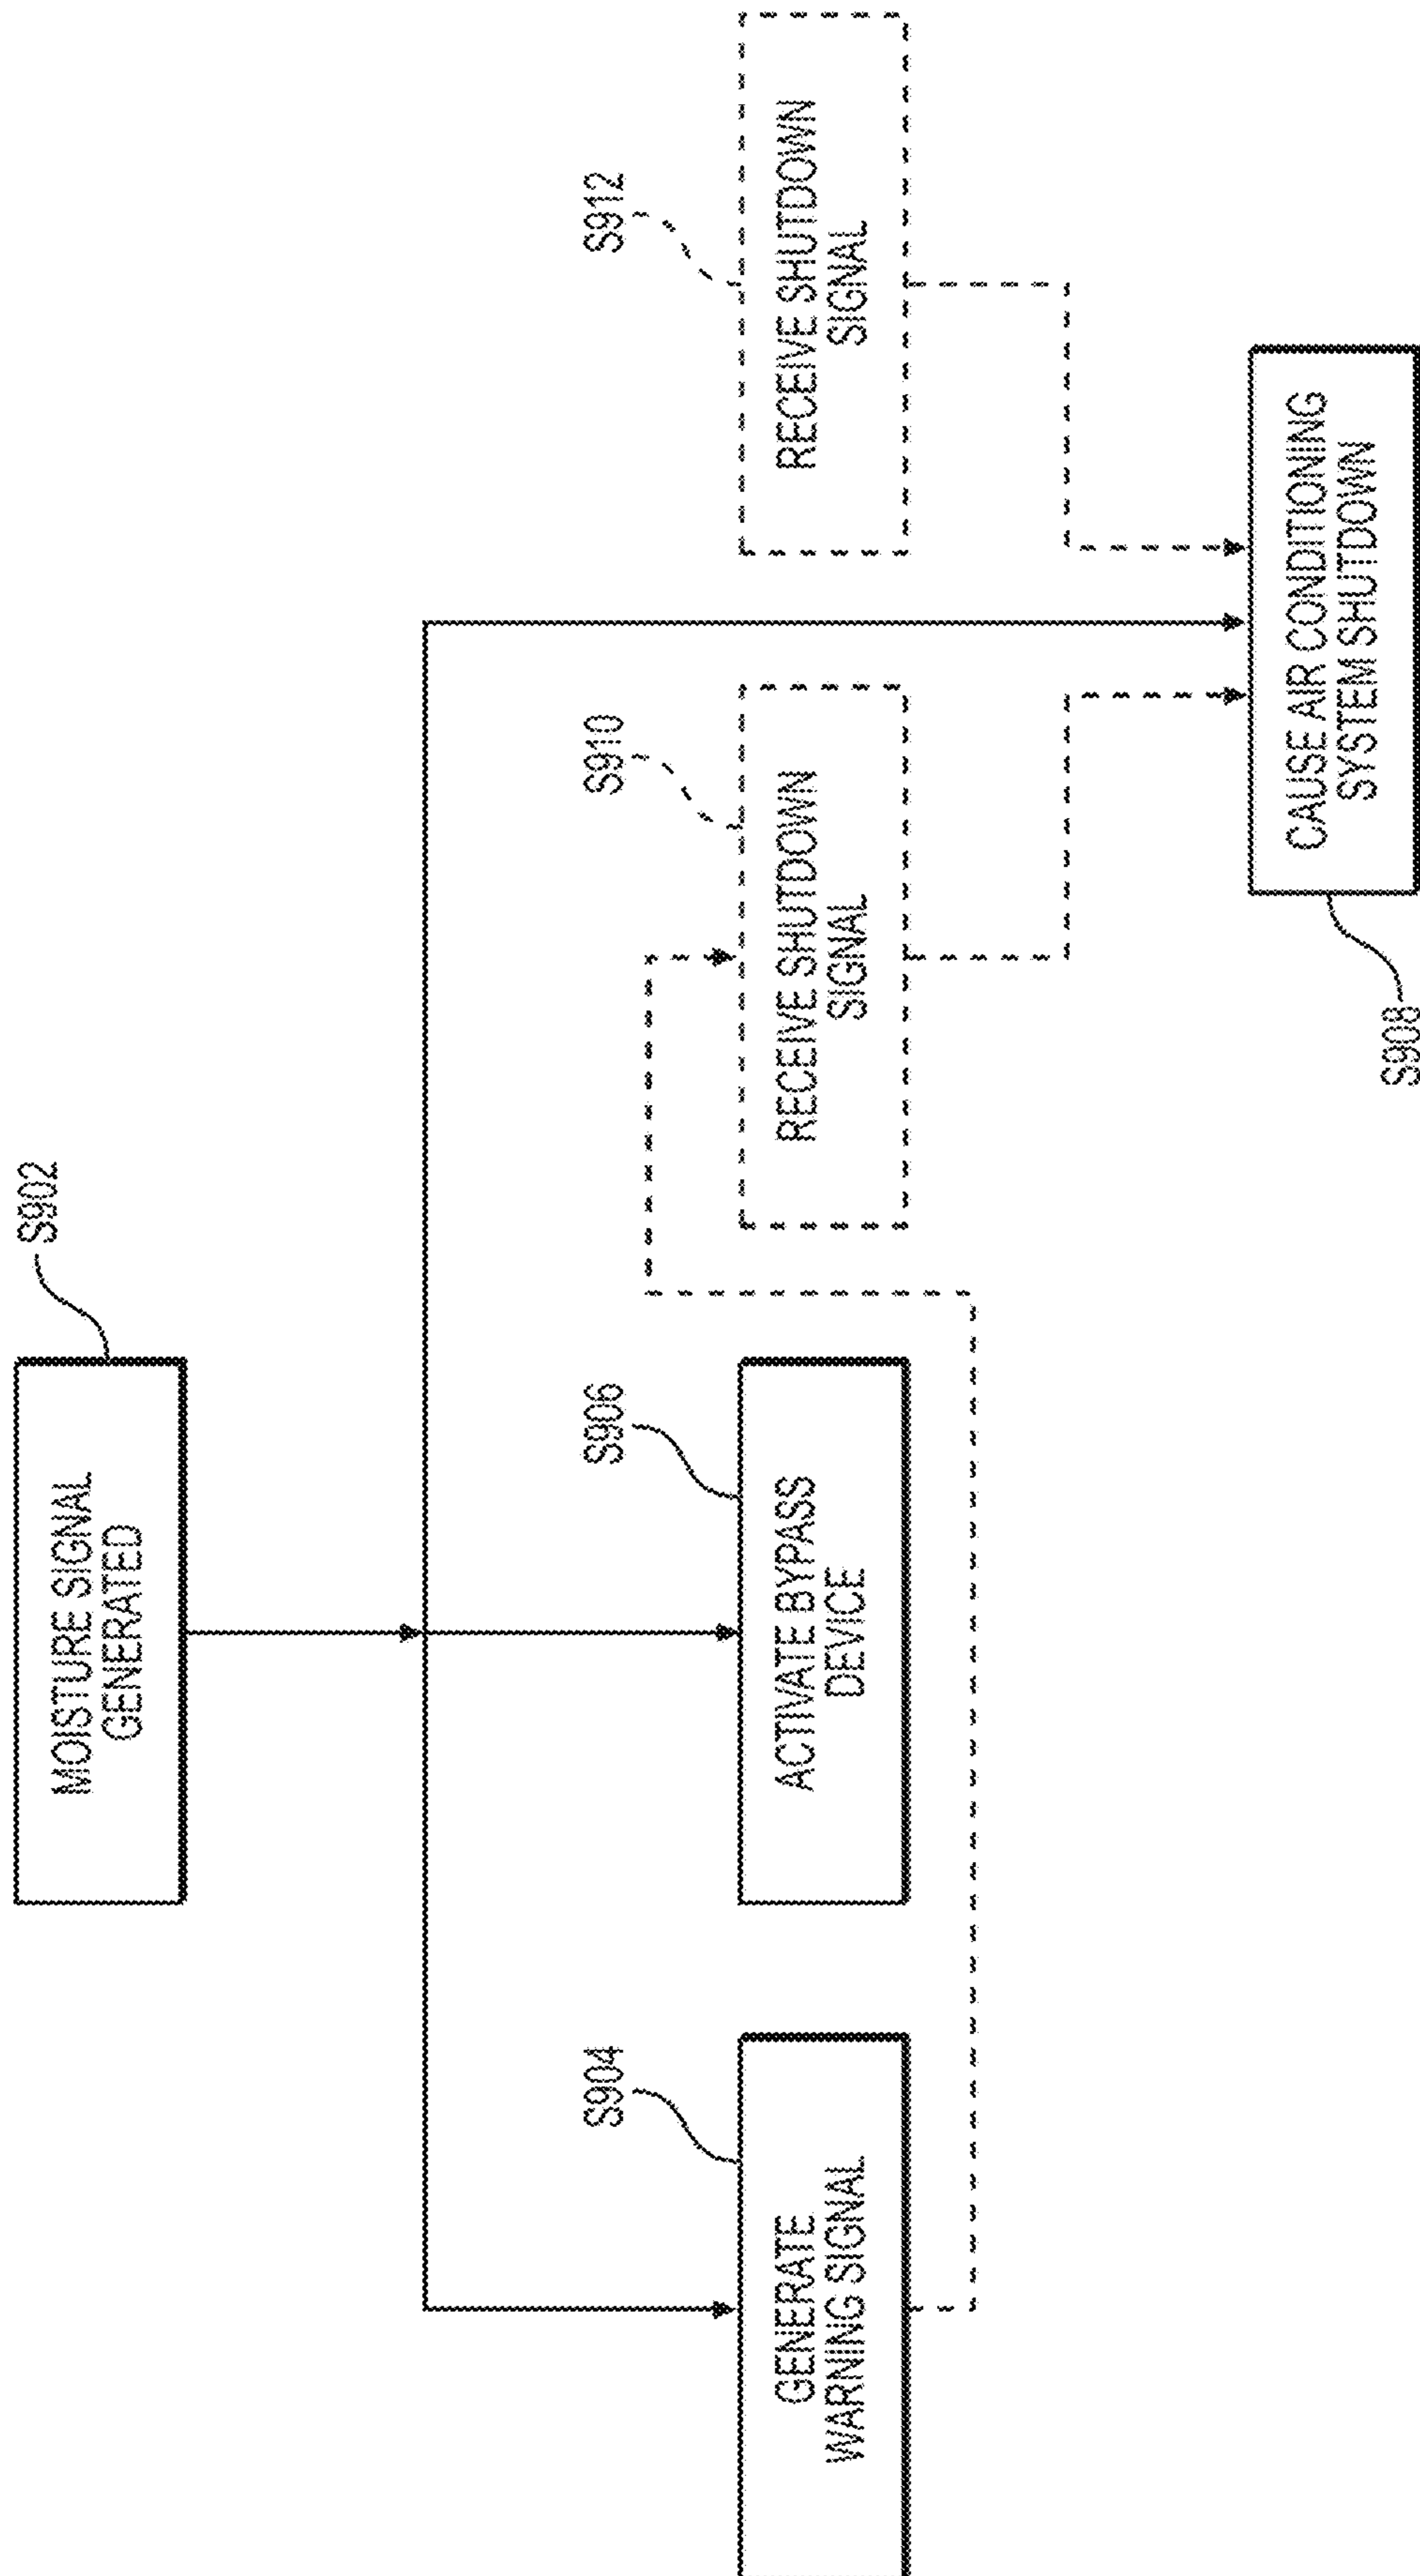 S902
MOISTURE SIGNAL
GENERATED
S904
GENERATE
WARNING SIGNAL
S906
ACTIVATE BYPASS
DEVICE
S910
RECEIVE SHUTDOWN
SIGNAL
S912
RECEIVE SHUTDOWN
SIGNAL
CAUSE AIR CONDITIONING
SYSTEM SHUTDOWN
S908